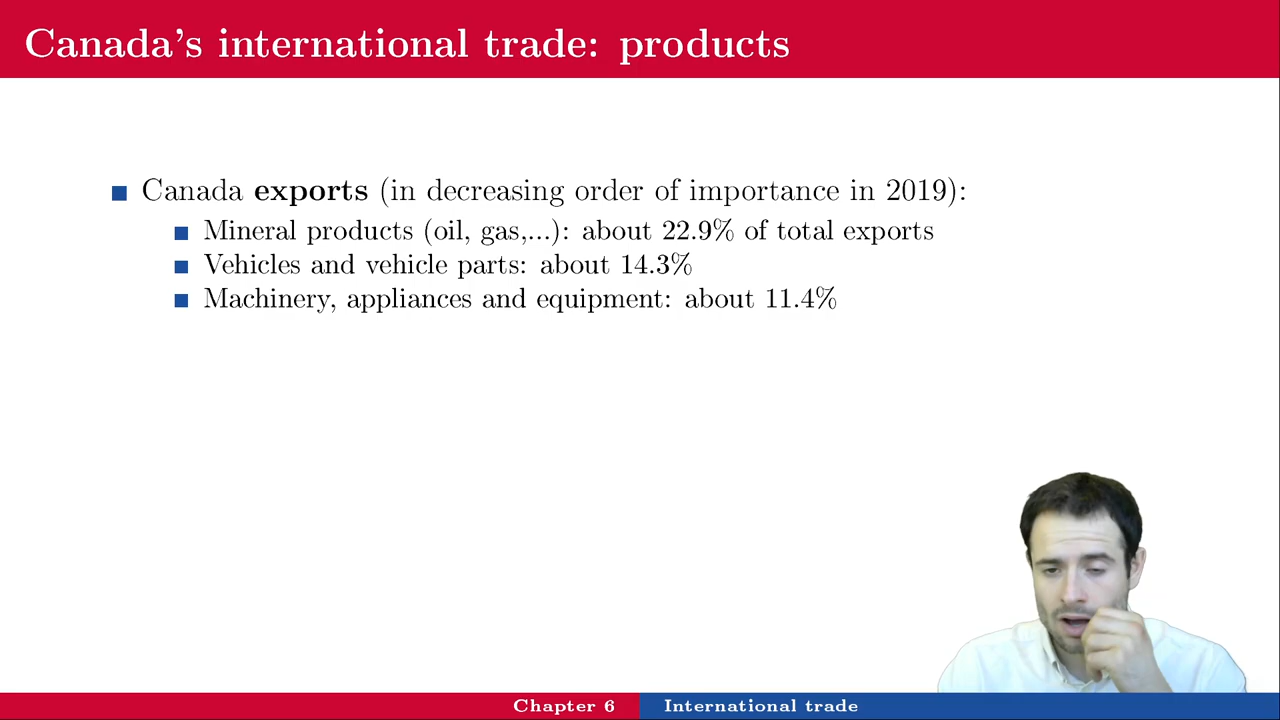 Canada's international trade: products
Canada exports (in decreasing order of importance in 2019):
Mineral products (oil, gas,...): about 22.9% of total exports
Vehicles and vehicle parts: about 14.3%
Machinery, appliances and equipment: about 11.4%
Chapter 6 International trade